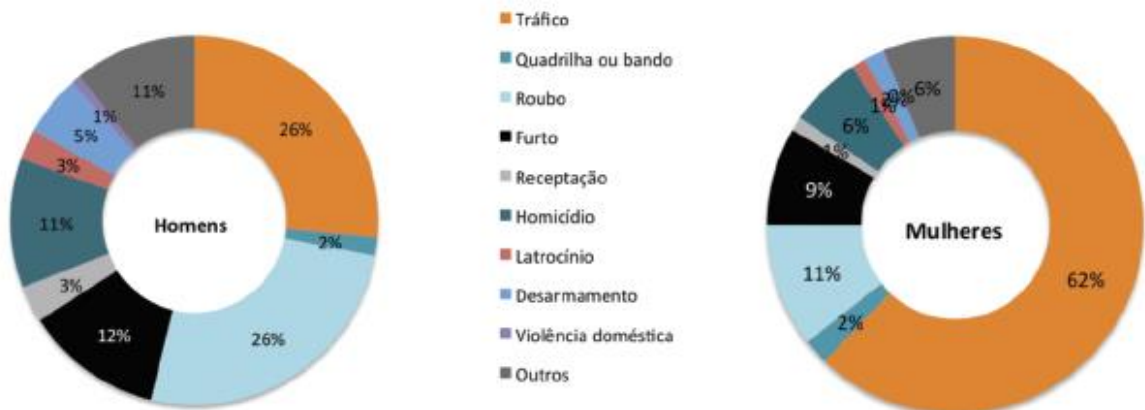 Homens
26%
2%
26%
12%
3%
11%
3%
5%
1%
11%
Tráfico
Quadrilha ou bando
Roubo
Furto
Receptação
Homicídio
Latrocínio
Desarmamento
Violência doméstica
Outros
Mulheres
62%
2%
11%
9%
1%
6%
1%
6%